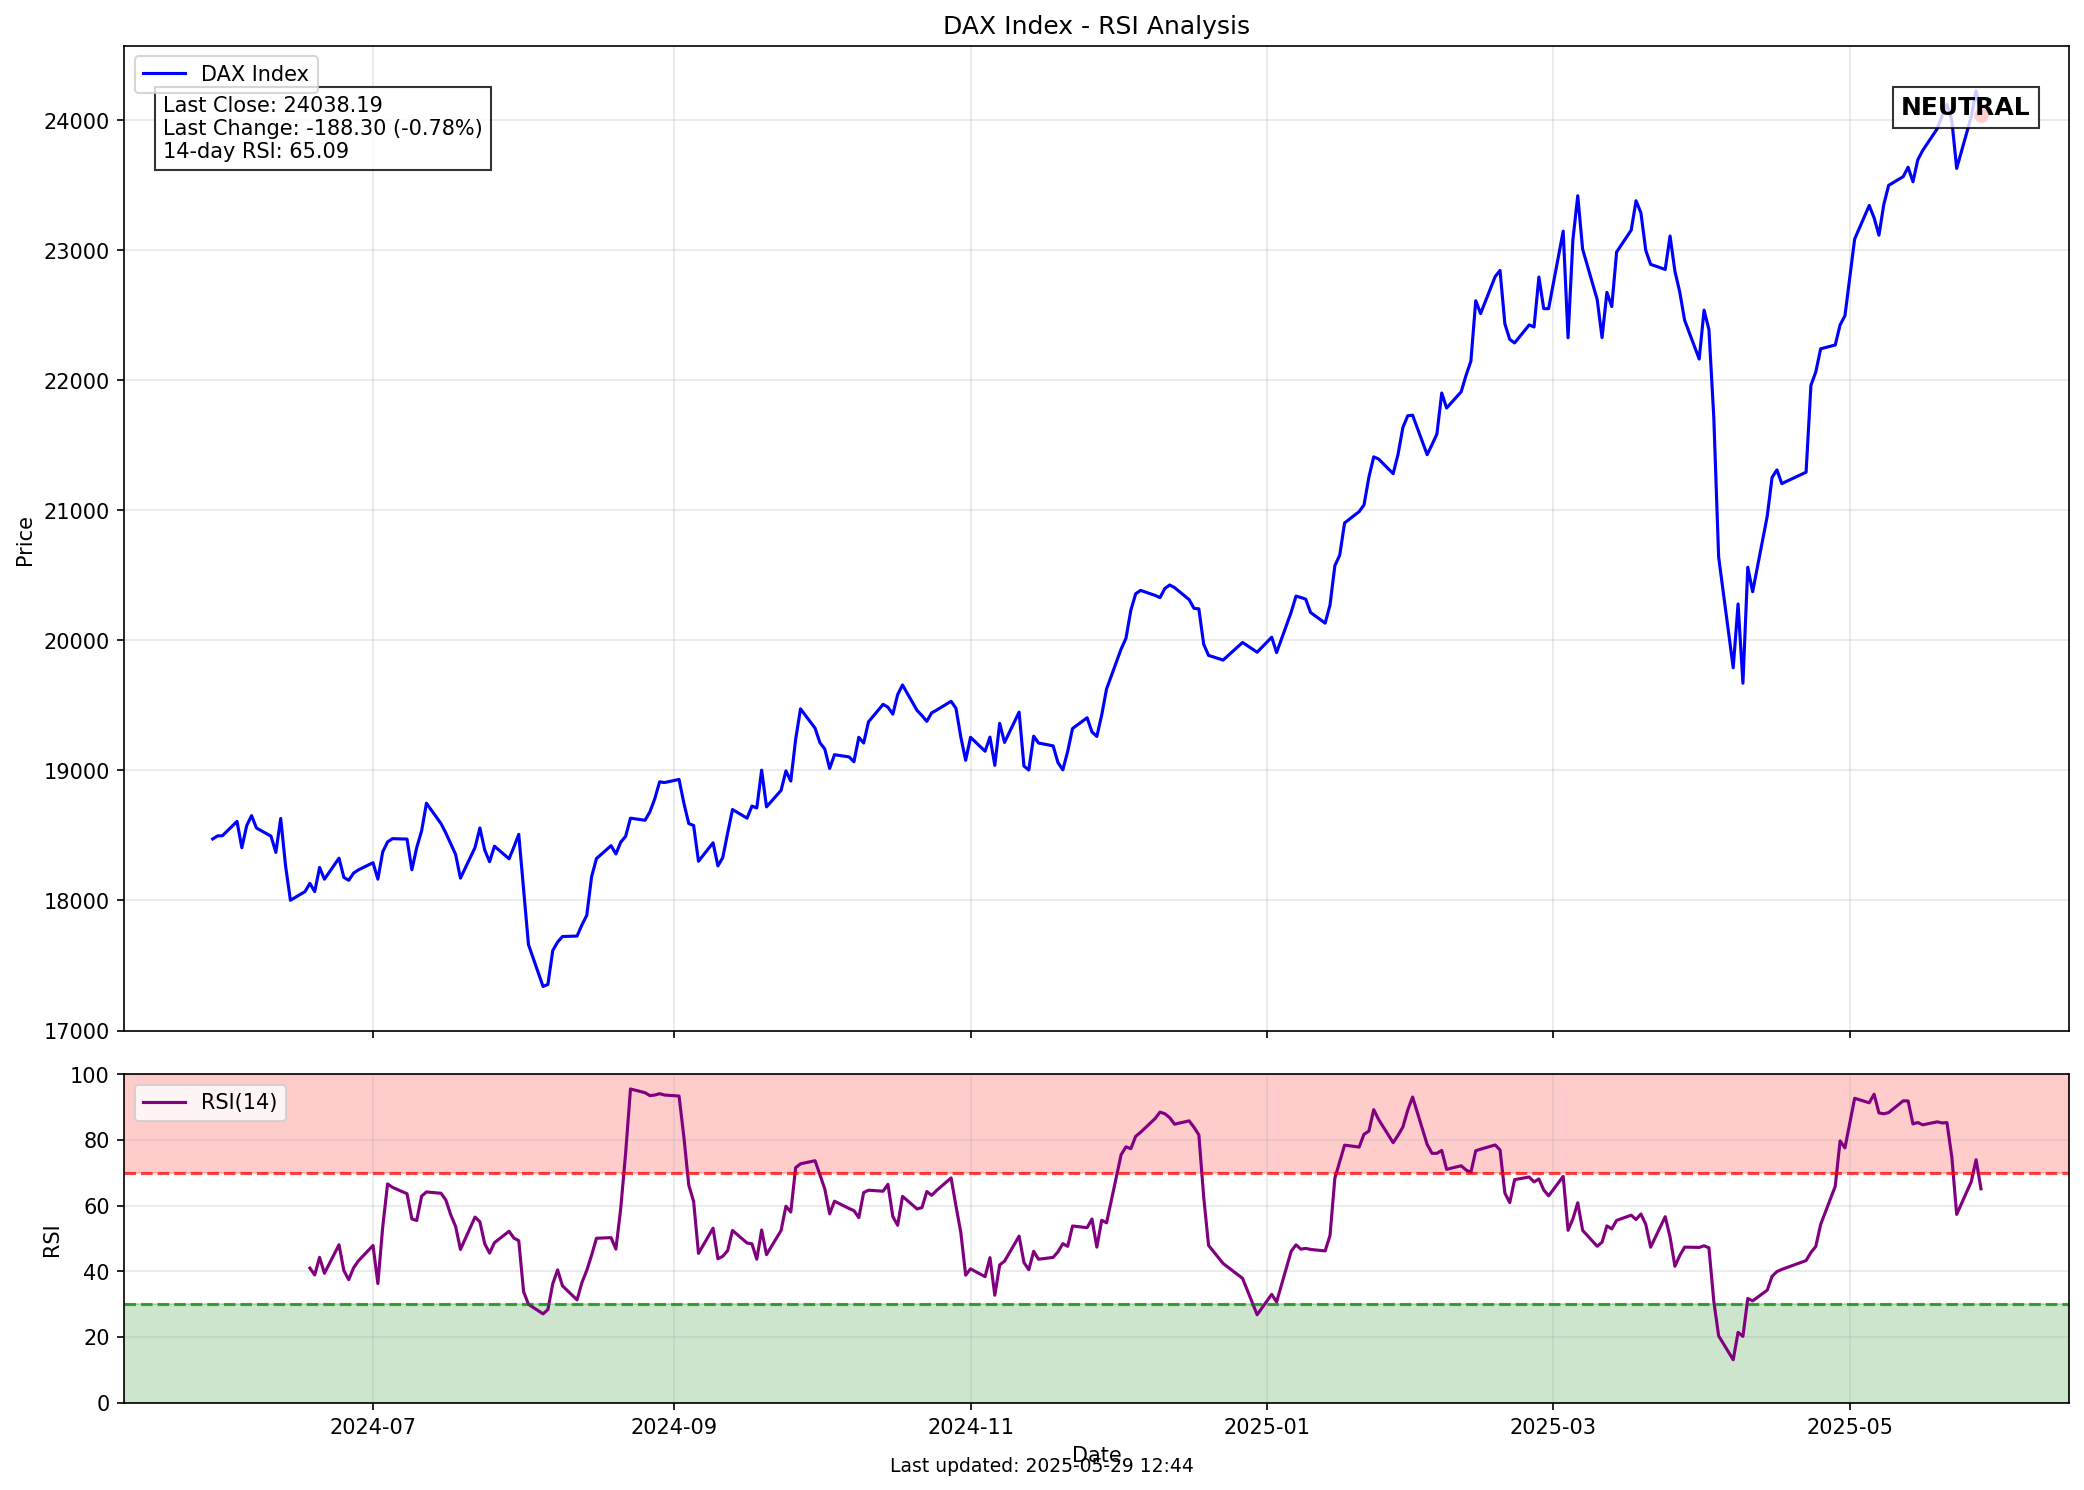 DAX Index - RSI Analysis
DAX Index
Last Close: 24038.19
Last Change: -188.30 (-0.78%)
14-day RSI: 65.09
NEUTRAL
24000
23000
22000
21000
20000
19000
18000
17000
Price
RSI(14)
100
80
60
40
20
0
RSI
2024-07
2024-09
2024-11
2025-01
2025-03
2025-05
Date
Last updated: 2025-05-29 12:44